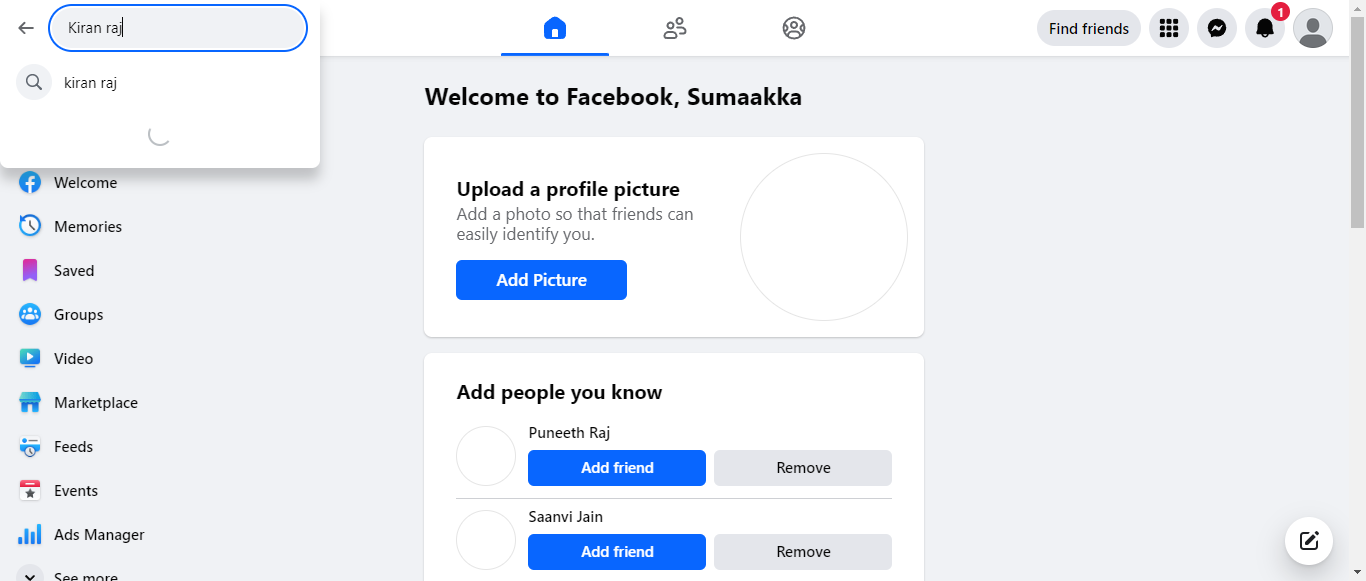 Kiran raj
kiran raj
Find friends
1
Welcome
Memories
Saved
Groups
Video
Marketplace
Feeds
Events
Ads Manager
See more
Welcome to Facebook, Sumaakka
Upload a profile picture
Add a photo so that friends can
easily identify you.
Add Picture
Add people you know
Puneeth Raj
Add friend Remove
Saanvi Jain
Add friend Remove